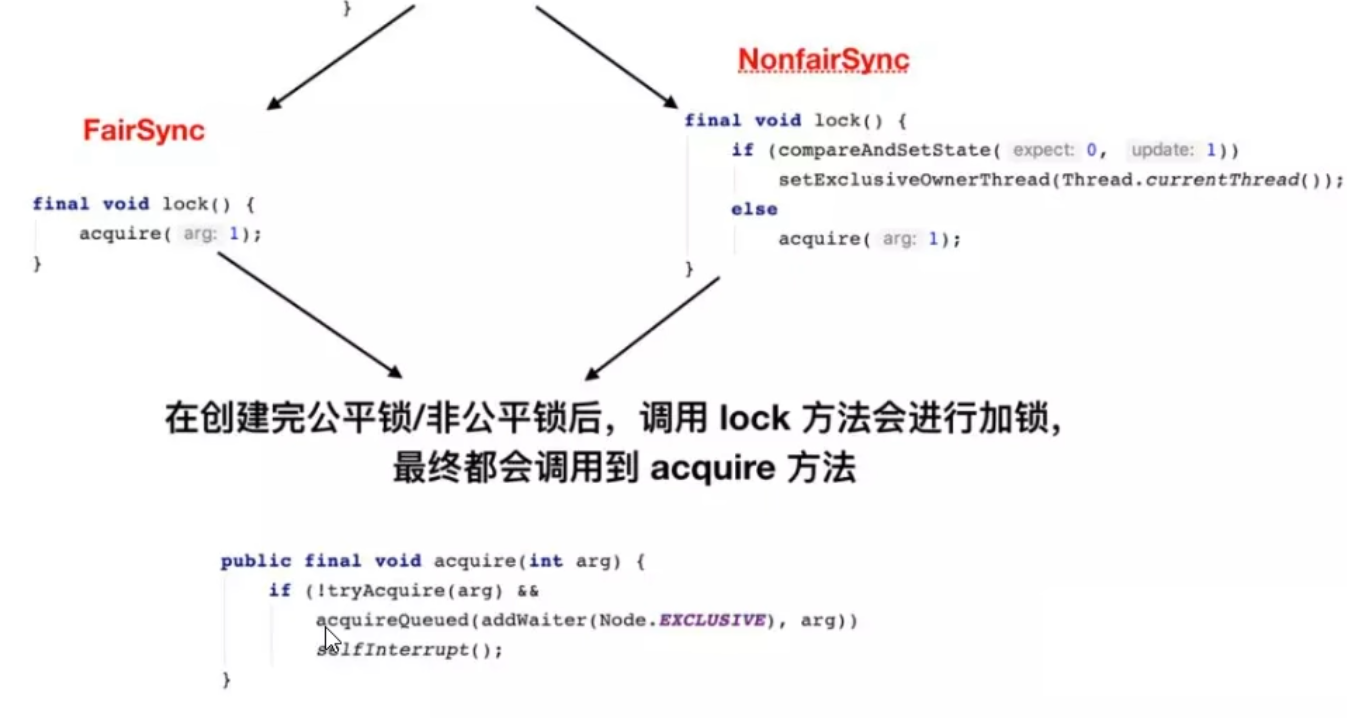 }
NonfairSync
FairSync
final void lock() {
acquire( arg: 1);
}
final void lock() {
if (compareAndSetState( expect: 0, update: 1))
setExclusiveOwnerThread(Thread.currentThread());
else
acquire( arg: 1);
}
在创建完公平锁/非公平锁后，调用 lock 方法会进行加锁，
最终都会调用到 acquire 方法
public final void acquire(int arg) {
if (!tryAcquire(arg) &&
acquireQueued(addWaiter(Node.EXCLUSIVE), arg))
selfInterrupt();
}